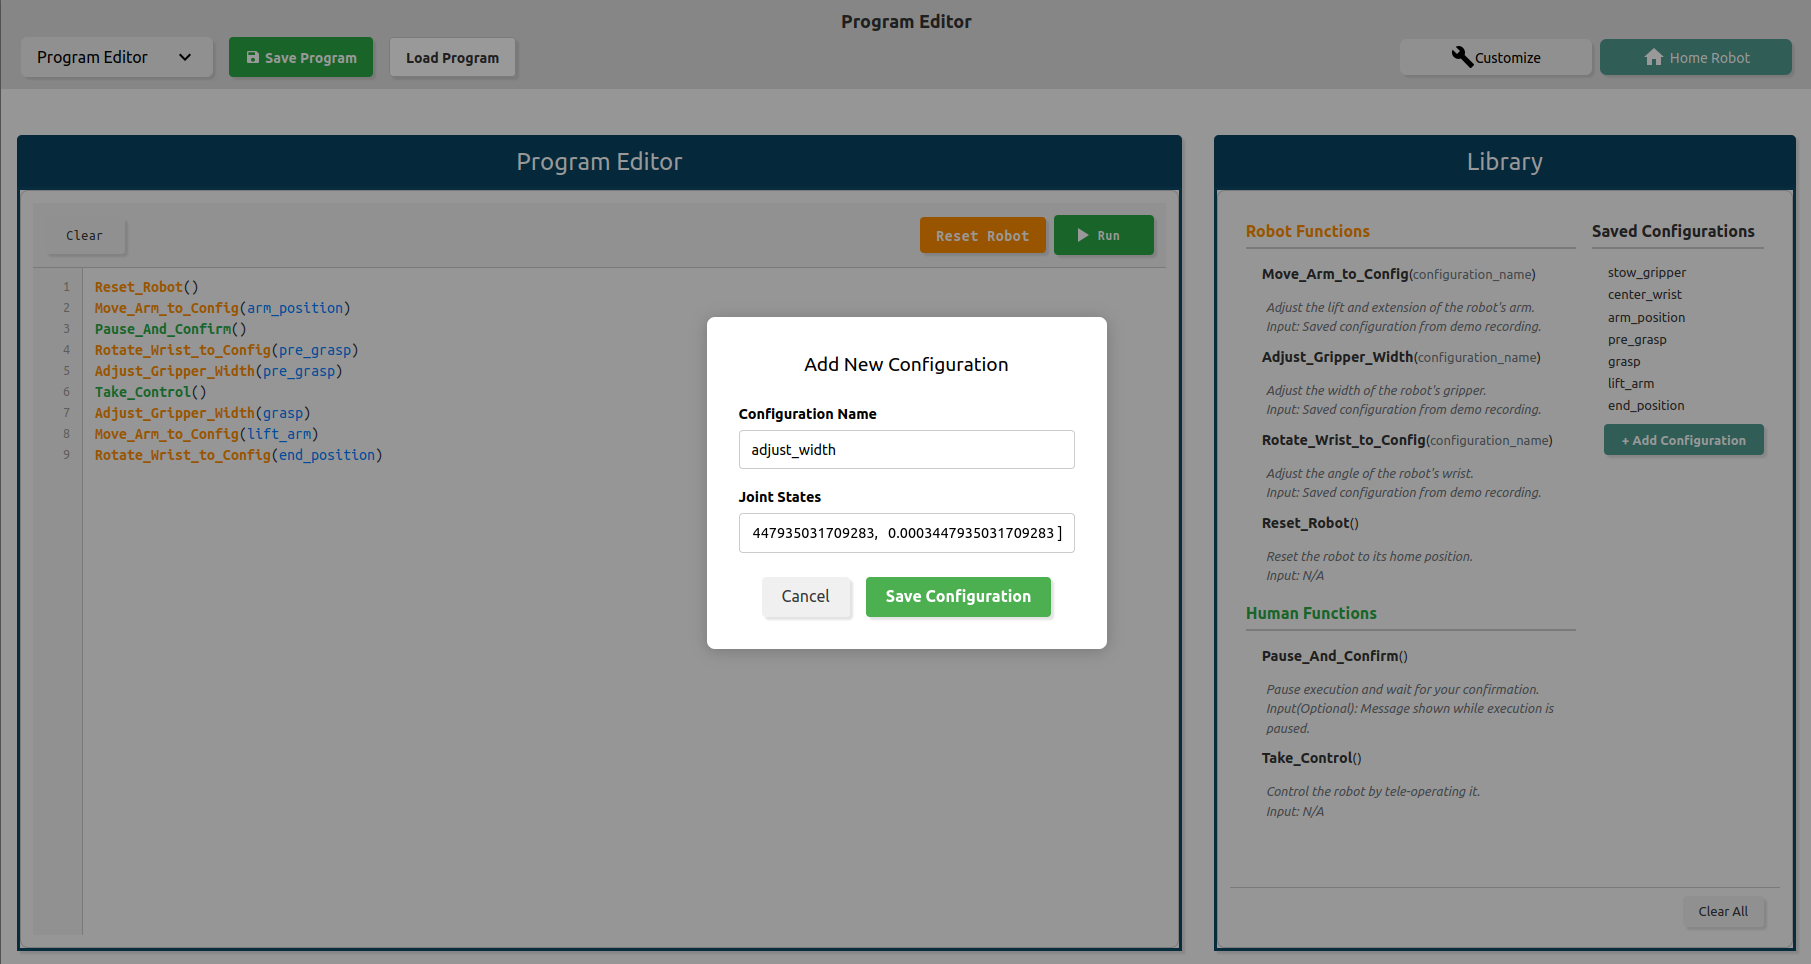 Program Editor
Program Editor
Save Program
Load Program
Customize
Home Robot
Program Editor
Clear
Reset Robot
Run
1 Reset_Robot()
2 Move_Arm_to_Config(arm_position)
3 Pause_And_Confirm()
4 Rotate_Wrist_to_Config(pre_grasp)
5 Adjust_Gripper_Width(pre_grasp)
6 Take_Control()
7 Adjust_Gripper_Width(grasp)
8 Move_Arm_to_Config(lift_arm)
9 Rotate_Wrist_to_Config(end_position)
Add New Configuration
Configuration Name
adjust_width
Joint States
447935031709283, 0.0003447935031709283 ]
Cancel
Save Configuration
Library
Robot Functions
Move_Arm_to_Config(configuration_name)
Adjust the lift and extension of the robot's arm.
Input: Saved configuration from demo recording.
Adjust_Gripper_Width(configuration_name)
Adjust the width of the robot's gripper.
Input: Saved configuration from demo recording.
Rotate_Wrist_to_Config(configuration_name)
Adjust the angle of the robot's wrist.
Input: Saved configuration from demo recording.
Reset_Robot()
Reset the robot to its home position.
Input: N/A
Human Functions
Pause_And_Confirm()
Pause execution and wait for your confirmation.
Input(Optional): Message shown while execution is
paused.
Take_Control()
Control the robot by tele-operating it.
Input: N/A
Saved Configurations
stow_gripper
center_wrist
arm_position
pre_grasp
grasp
lift_arm
end_position
+ Add Configuration
Clear All